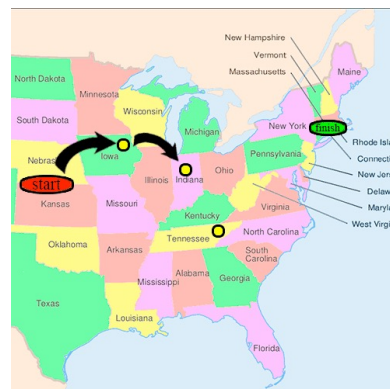 New Hampshire
Vermont
Massachusetts
Maine
North Dakota
Minnesota
Wisconsin
South Dakota
Michigan
New York
finish
Rhode Isl
Connecti
Iowa
Pennsylvania
Nebras
New Jers
start
Illinois
Indiana
Ohio
Delaw
Kansas
Missouri
Virginia
Maryla
Kentucky
West Virgi
Tennessee
North Carolina
Oklahoma
Arkansas
South
Carolina
Mississippi
Alabama
Georgia
Texas
Louisiana
Florida